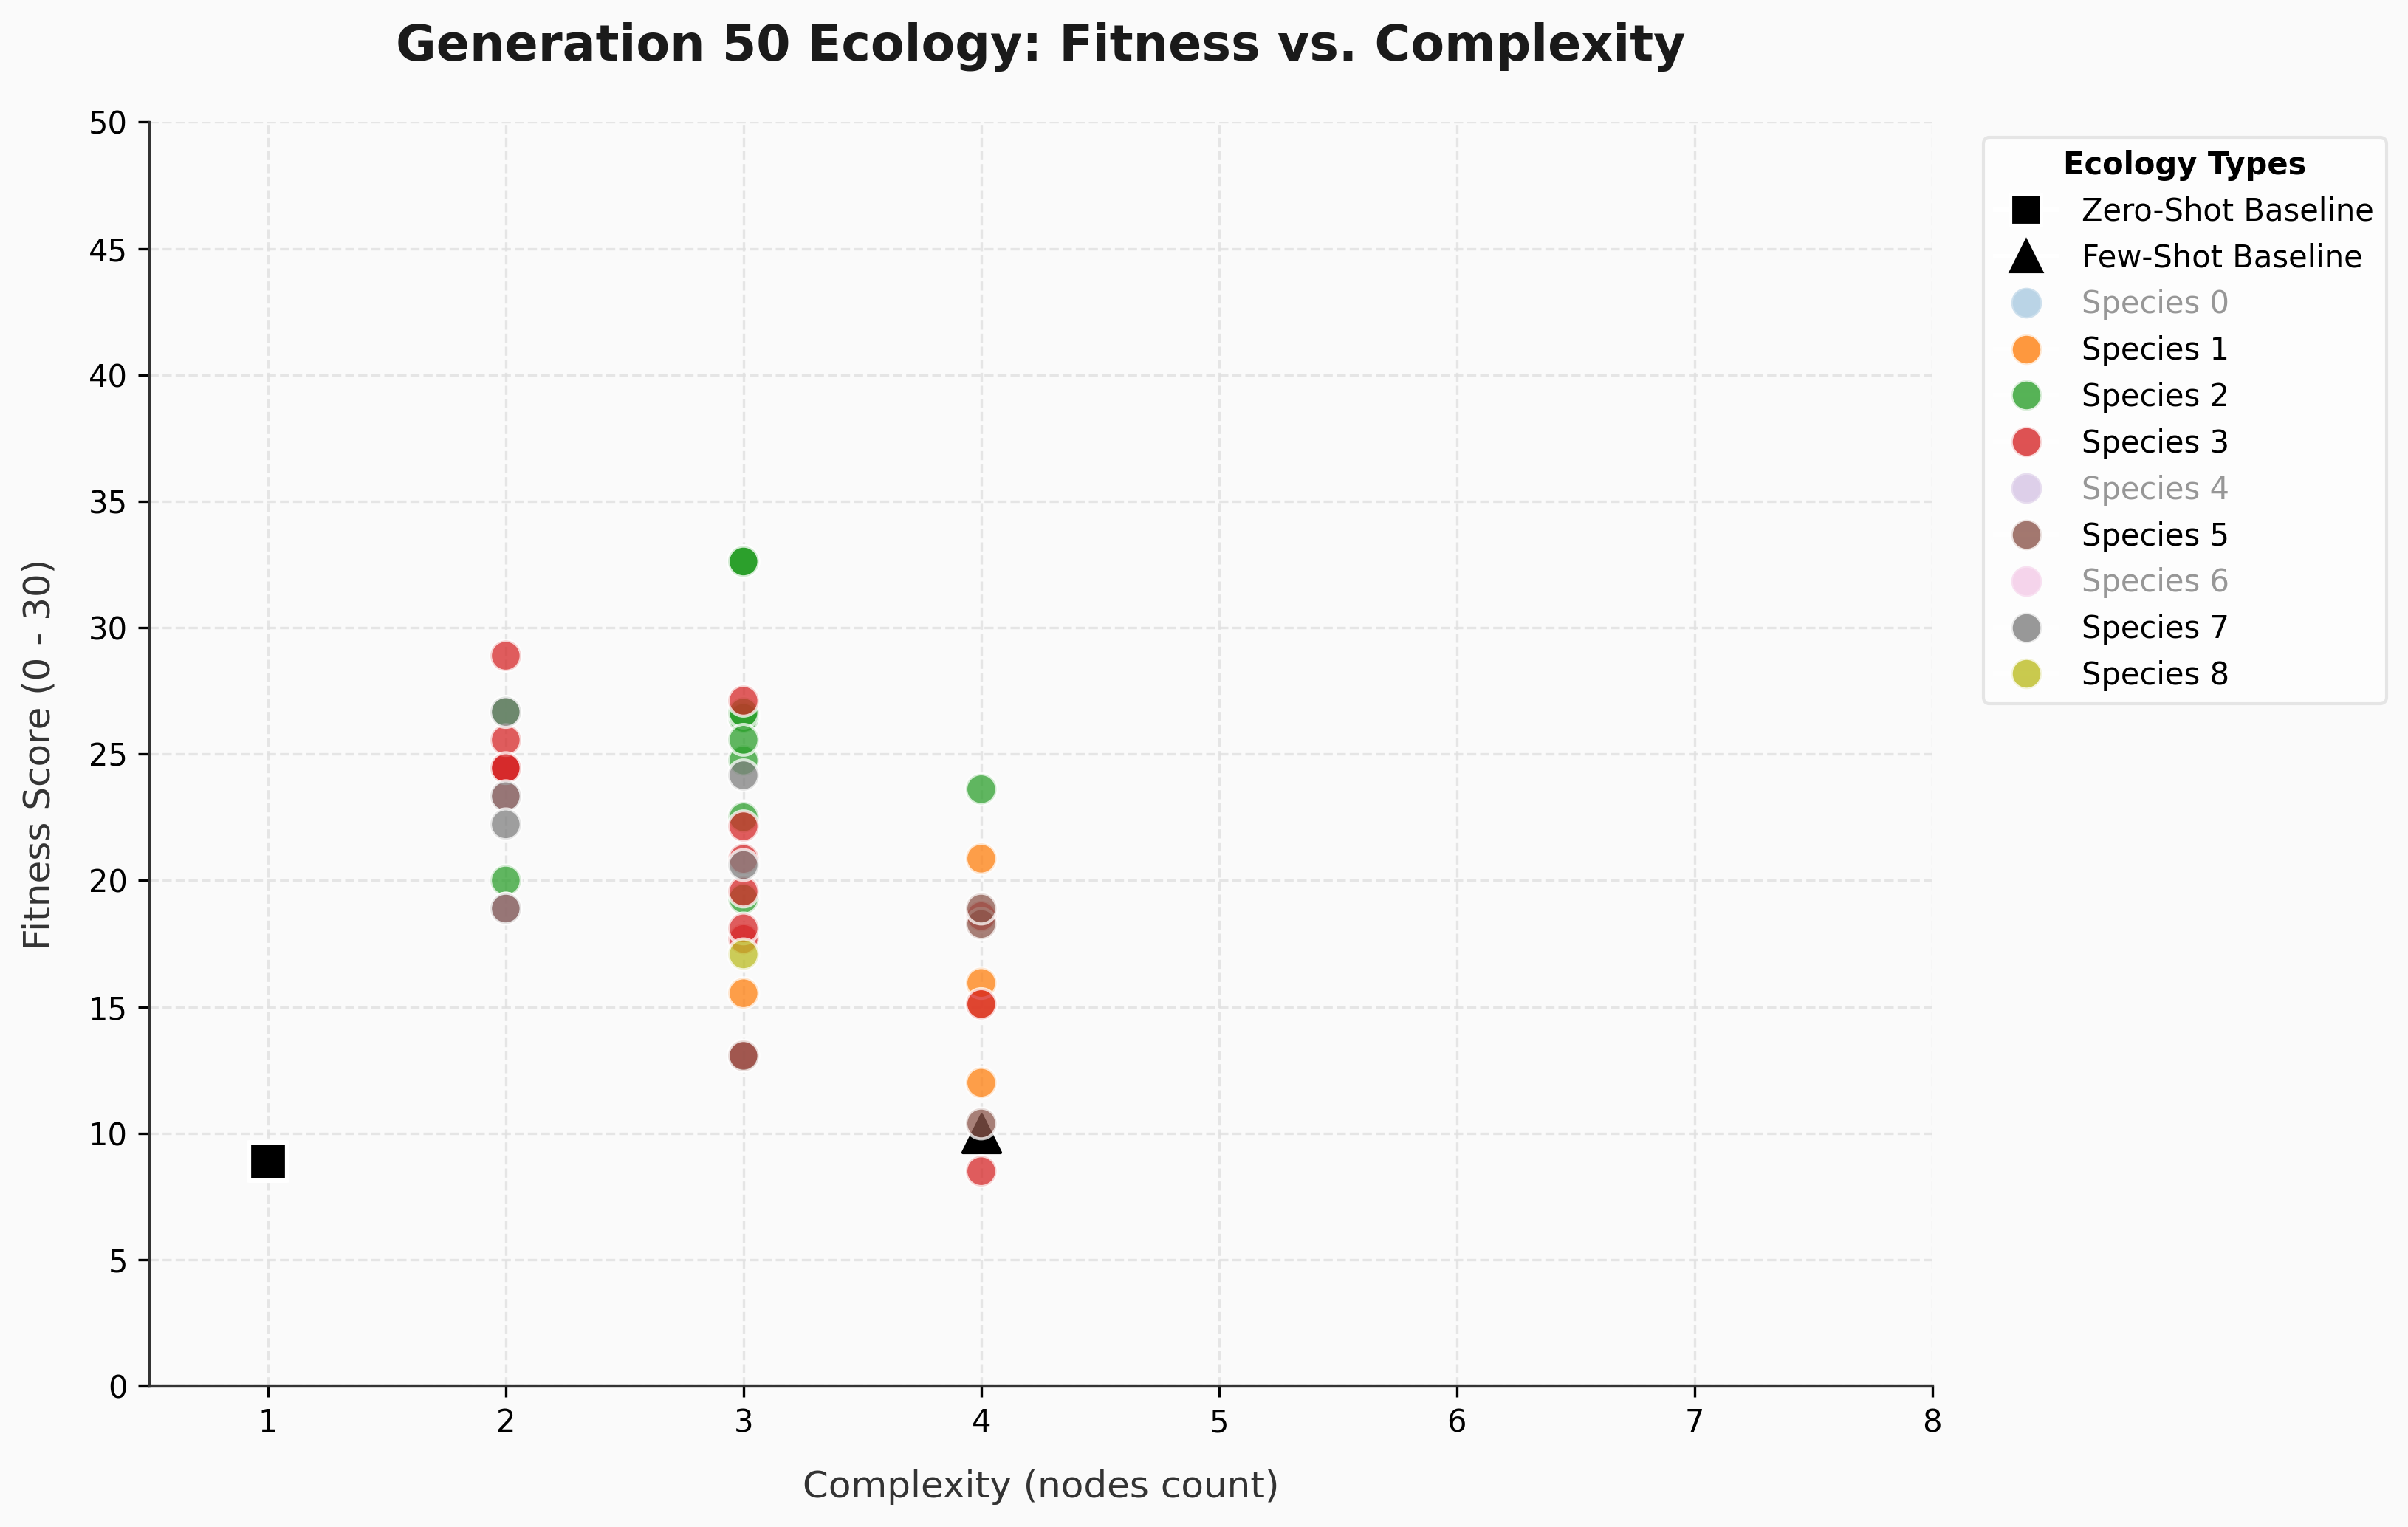 Generation 50 Ecology: Fitness vs. Complexity
50
45
40
35
30
25
20
15
10
5
0
Fitness Score (0 - 30)
1 2 3 4 5 6 7 8
Complexity (nodes count)
Ecology Types
Zero-Shot Baseline
Few-Shot Baseline
Species 0
Species 1
Species 2
Species 3
Species 4
Species 5
Species 6
Species 7
Species 8